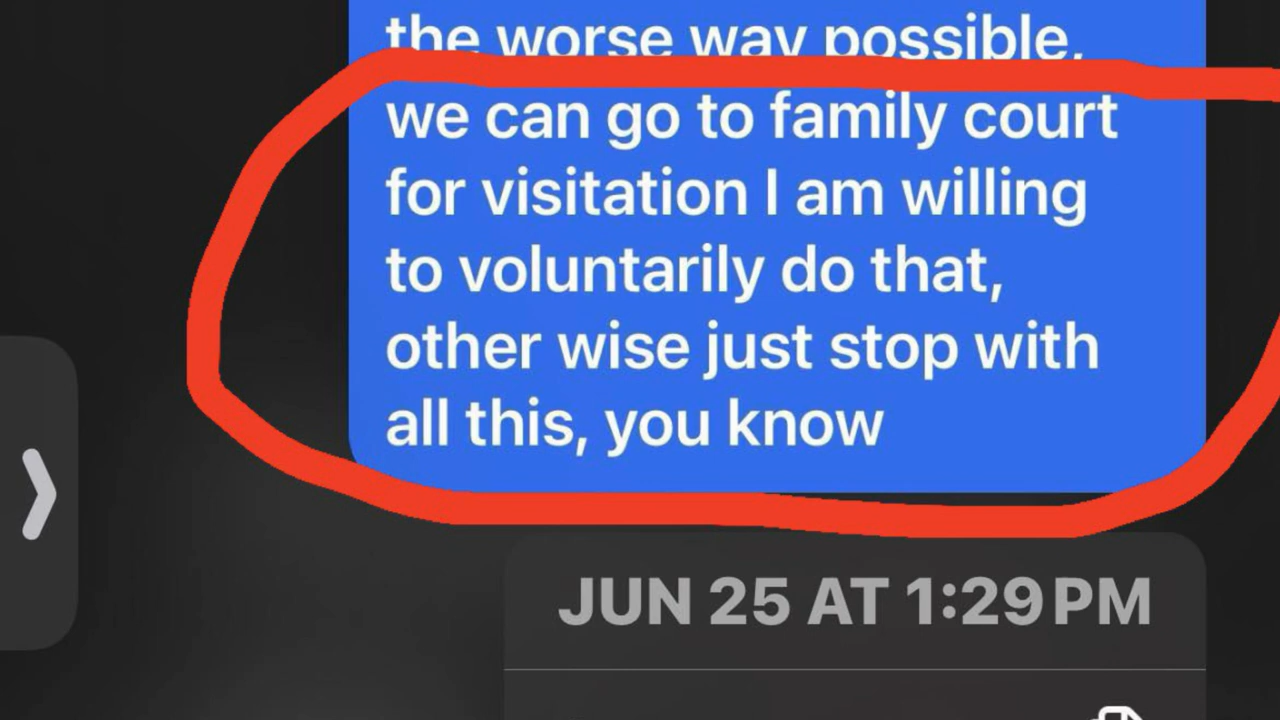 the worse way possible,
we can go to family court
for visitation I am willing
to voluntarily do that,
other wise just stop with
all this, you know
JUN 25 AT 1:29 PM